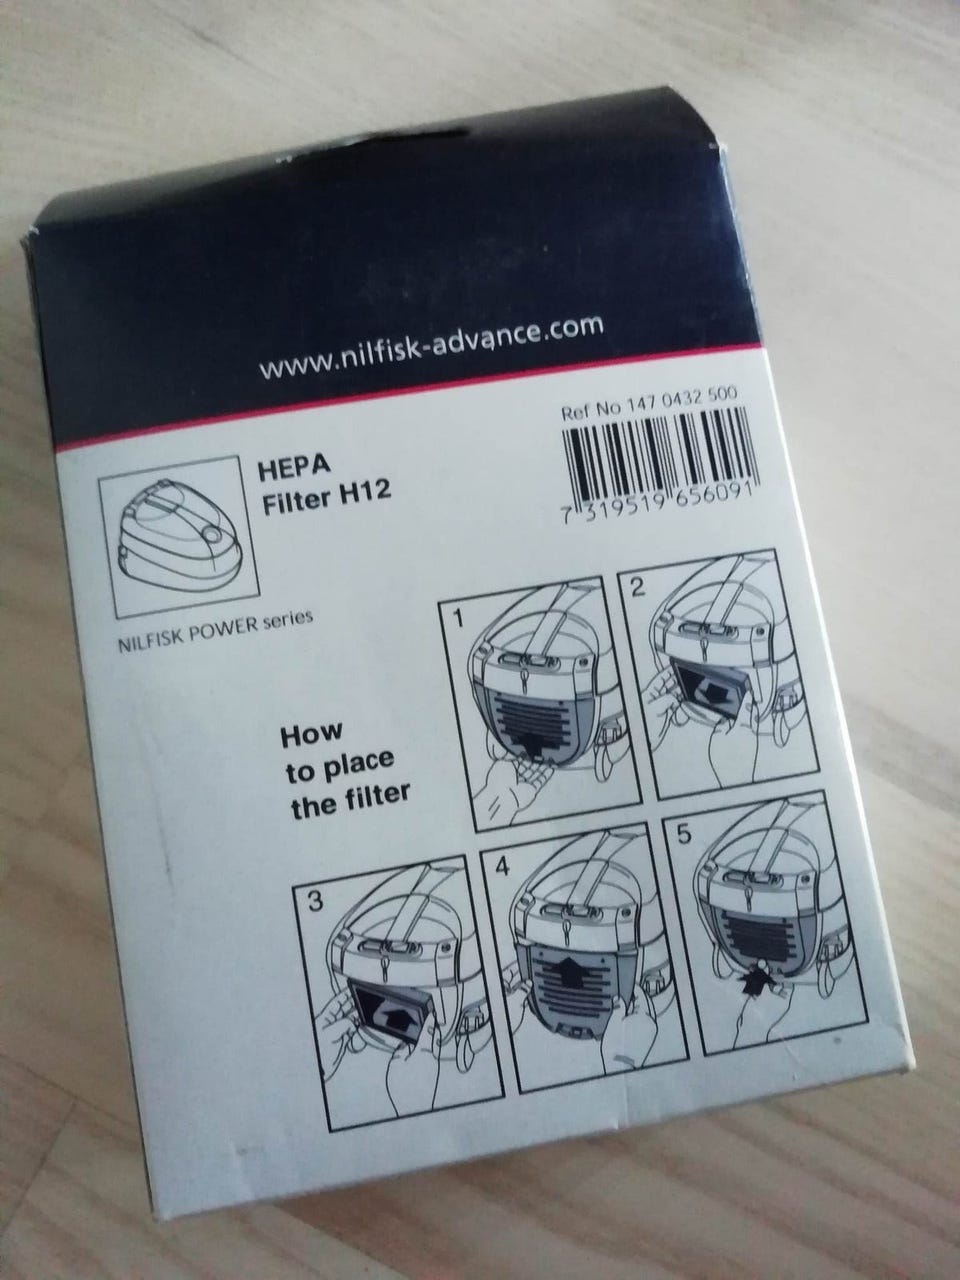 www.nilfisk-advance.com
Ref No 147 0432 500
7 319519 656091
HEPA
Filter H12
NILFISK POWER series
How
to place
the filter
1
2
3
4
5